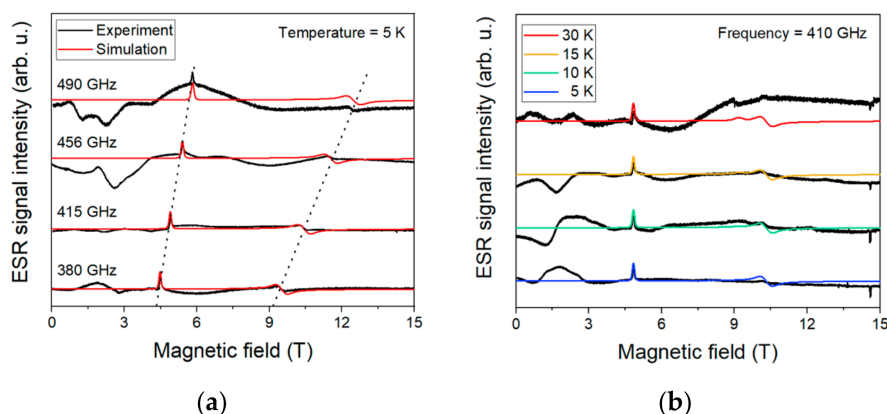 ESR signal intensity (arb. u.)
Experiment
Simulation
Temperature = 5 K
490 GHz
456 GHz
415 GHz
380 GHz
0 3 6 9 12 15
Magnetic field (T)
(a)
ESR signal intensity (arb. u.)
30 K
15 K
10 K
5 K
Frequency = 410 GHz
0 3 6 9 12 15
Magnetic field (T)
(b)